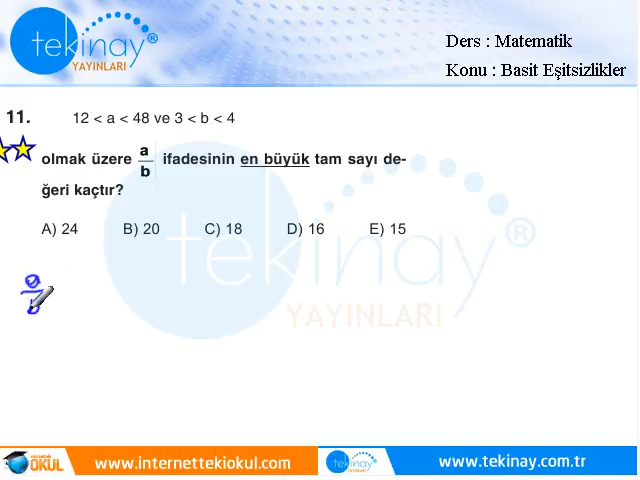 tekinay®
YAYINLARI
Ders : Matematik
Konu : Basit Eşitsizlikler
11. 12 < a < 48 ve 3 < b < 4
olmak üzere a/b ifadesinin en büyük tam sayı de-
ğeri kaçtır?
A) 24 B) 20 C) 18 D) 16 E) 15
tekinay®
YAYINLARI
a
b
OKUL
www.internettekiokul.com
tekinay
www.tekinay.com.tr